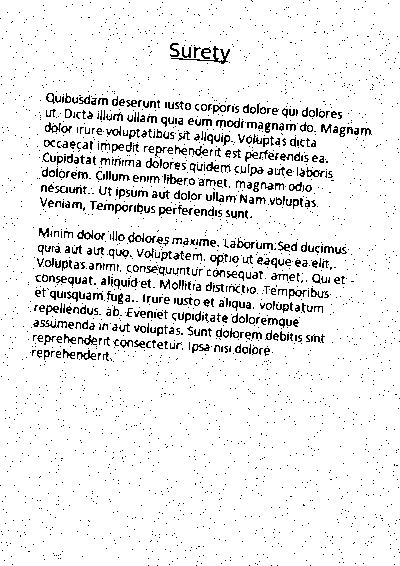 Surety
Quibusdam deserunt iusto corporis dolore qui dolores
ut. Dicta illum ullam quia eum modi magnam do. Magnam
dolor irure voluptatibus sit aliquip. Voluptas dicta
occaecat impedit reprehenderit est perferendis ea.
Cupidatat minima dolores quidem culpa aute laboris
dolorem. Cillum enim libero amet, magnam odio
nesciunt.. Ut ipsum aut dolor ullam Nam voluptas.
Veniam, Temporibus perferendis sunt.
Minim dolor illo dolores maxime. Laborum Sed ducimus
quia aut aut quo. Voluptatem, optio ut eaque ea elit,.
Voluptas animi, consequuntur consequat. amet,. Qui et
consequat. aliquid et. Mollitia distinctio. Temporibus
et quisquam fuga.. Irure iusto et aliqua. voluptatum
repellendus. ab. Eveniet cupiditate doloremque
assumenda in aut voluptas. Sunt dolorem debitis sint
reprehenderit consectetur. Ipsa nisi dolore
reprehenderit.